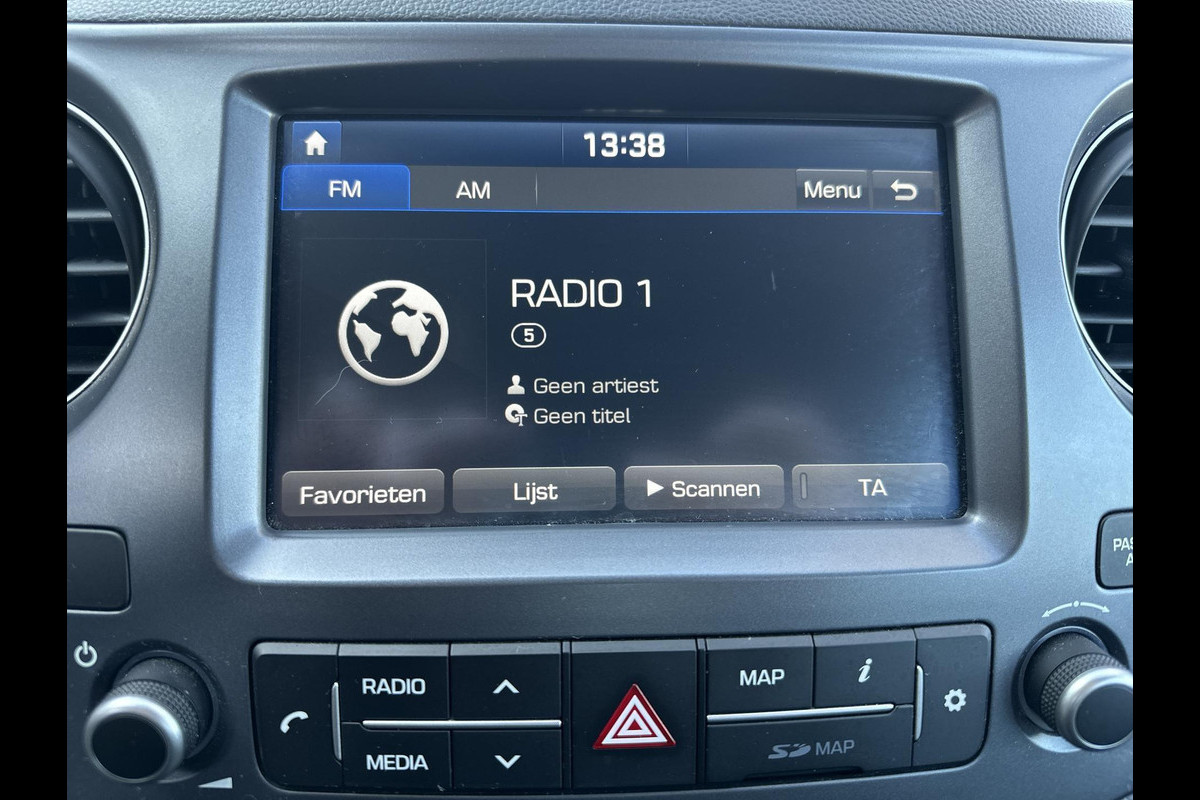 13:38
FM AM Menu
RADIO 1
5
Geen artiest
Geen titel
Favorieten Lijst Scannen TA
RADIO MAP i
MEDIA SD MAP